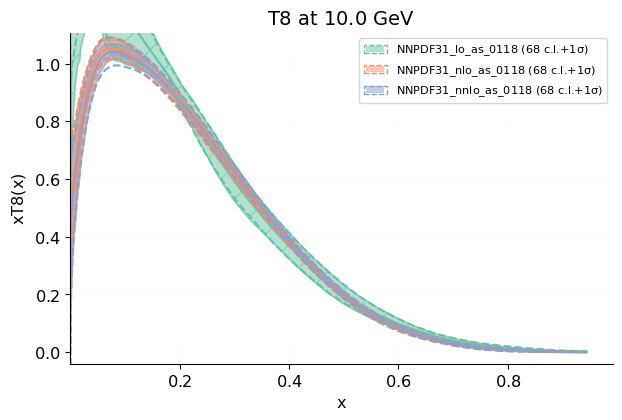 T8 at 10.0 GeV
NNPDF31_lo_as_0118 (68 c.l.+1σ)
NNPDF31_nlo_as_0118 (68 c.l.+1σ)
NNPDF31_nnlo_as_0118 (68 c.l.+1σ)
xT8(x)
1.0
0.8
0.6
0.4
0.2
0.0
0.2 0.4 0.6 0.8
x